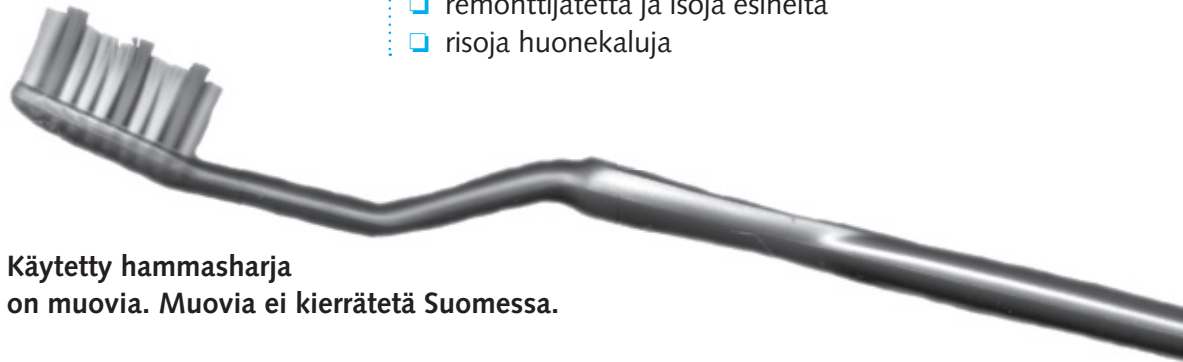 remonttijätettä ja isoja esineitä
risoja huonekaluja
Käytetty hammasharja
on muovia. Muovia ei kierrätetä Suomessa.